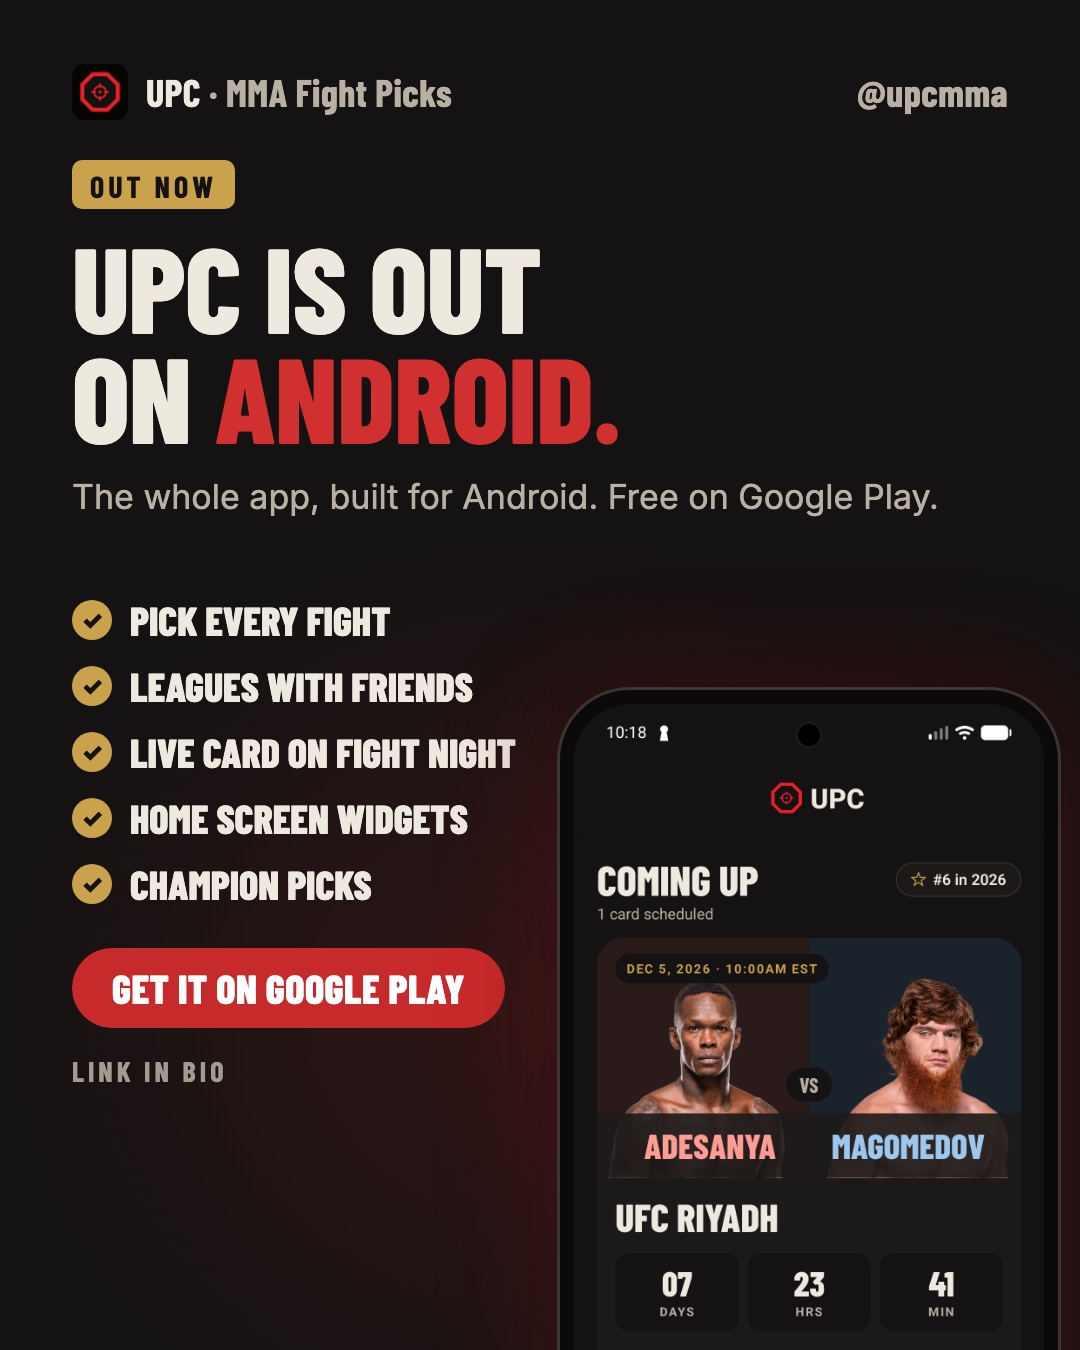 UPC · MMA Fight Picks
@upcmma
OUT NOW
UPC IS OUT
ON ANDROID.
The whole app, built for Android. Free on Google Play.
PICK EVERY FIGHT
LEAGUES WITH FRIENDS
LIVE CARD ON FIGHT NIGHT
HOME SCREEN WIDGETS
CHAMPION PICKS
GET IT ON GOOGLE PLAY
LINK IN BIO
10:18
UPC
COMING UP
#6 in 2026
1 card scheduled
DEC 5, 2026 · 10:00AM EST
VS
ADESANYA
MAGOMEDOV
UFC RIYADH
07 23 41
DAYS HRS MIN